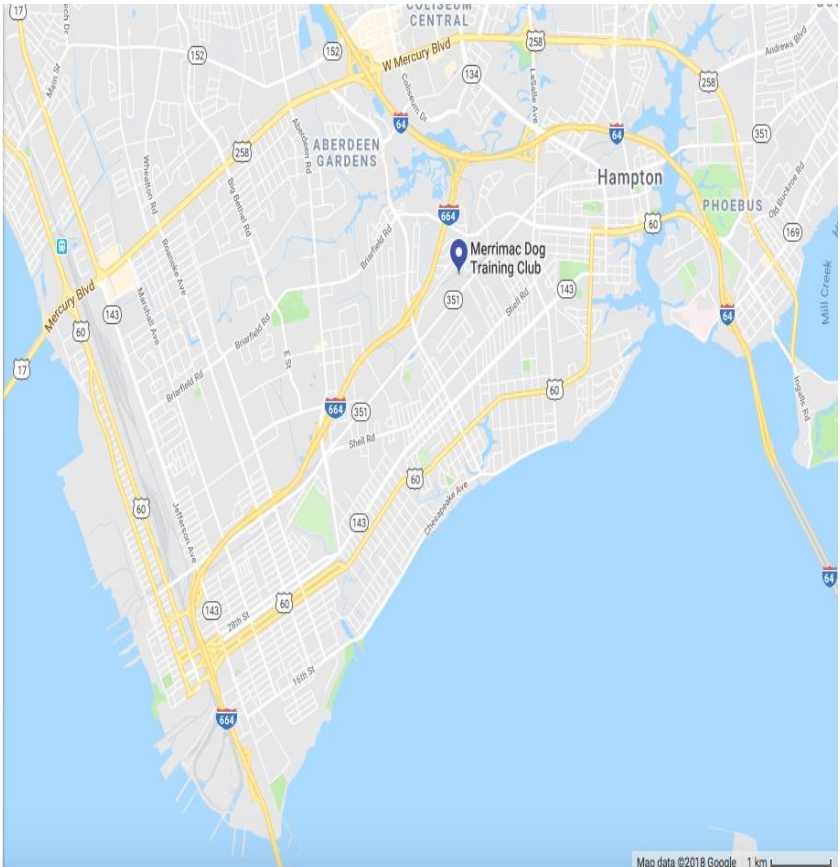 17
COLISEUM
CENTRAL
152
152
W Mercury Blvd
258
Andrews Blvd
Main St
134
LaSalle Ave
258
Coliseum Dr
64
64
351
Aberdeen Rd
ABERDEEN
GARDENS
258
Wheatton Rd
Big Bethel Rd
Hampton
PHOEBUS
Old Buckroe Rd
664
60
169
Roanoke Ave
Briarfield Rd
Merrimac Dog
Training Club
Mercury Blvd
143
Marshall Ave
143
351
Shell Rd
64
Mill Creek
60
Briarfield Rd
17
E St
Briarfield Rd
60
Ingalls Rd
664
351
Shell Rd
60
60
Jefferson Ave
143
Chesapeake Ave
64
143
28th St
60
16th St
664
Map data ©2018 Google 1 km